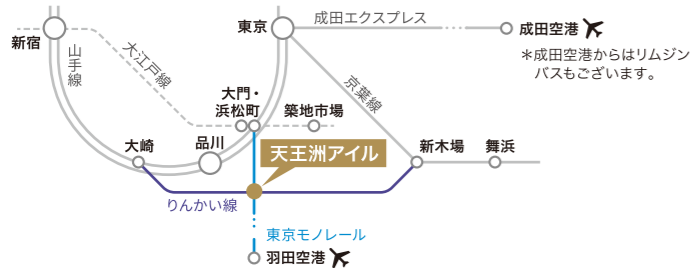 新宿
山手線
大江戸線
東京
成田エクスプレス
成田空港
＊成田空港からはリムジン
バスもございます。
京葉線
大門・
浜松町
築地市場
大崎
品川
天王洲アイル
新木場
舞浜
りんかい線
東京モノレール
羽田空港